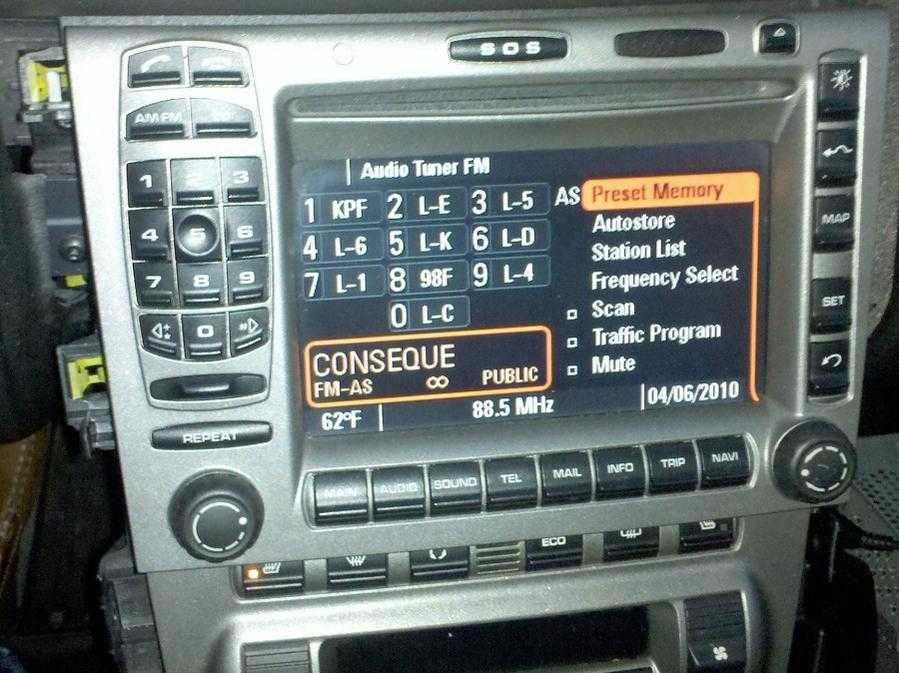 SOS
AM FM
1 2 3
4 5 6
7 8 9
0
REPEAT
Audio Tuner FM
1 KPF 2 L-E 3 L-5
4 L-6 5 L-K 6 L-D
7 L-1 8 98F 9 L-4
0 L-C
AS Preset Memory
Autostore
Station List
Frequency Select
Scan
Traffic Program
Mute
CONSEQUE
FM-AS ∞ PUBLIC
62°F 88.5 MHz 04/06/2010
MAP
SET
MAIN AUDIO SOUND TEL MAIL INFO TRIP NAVI
ECO